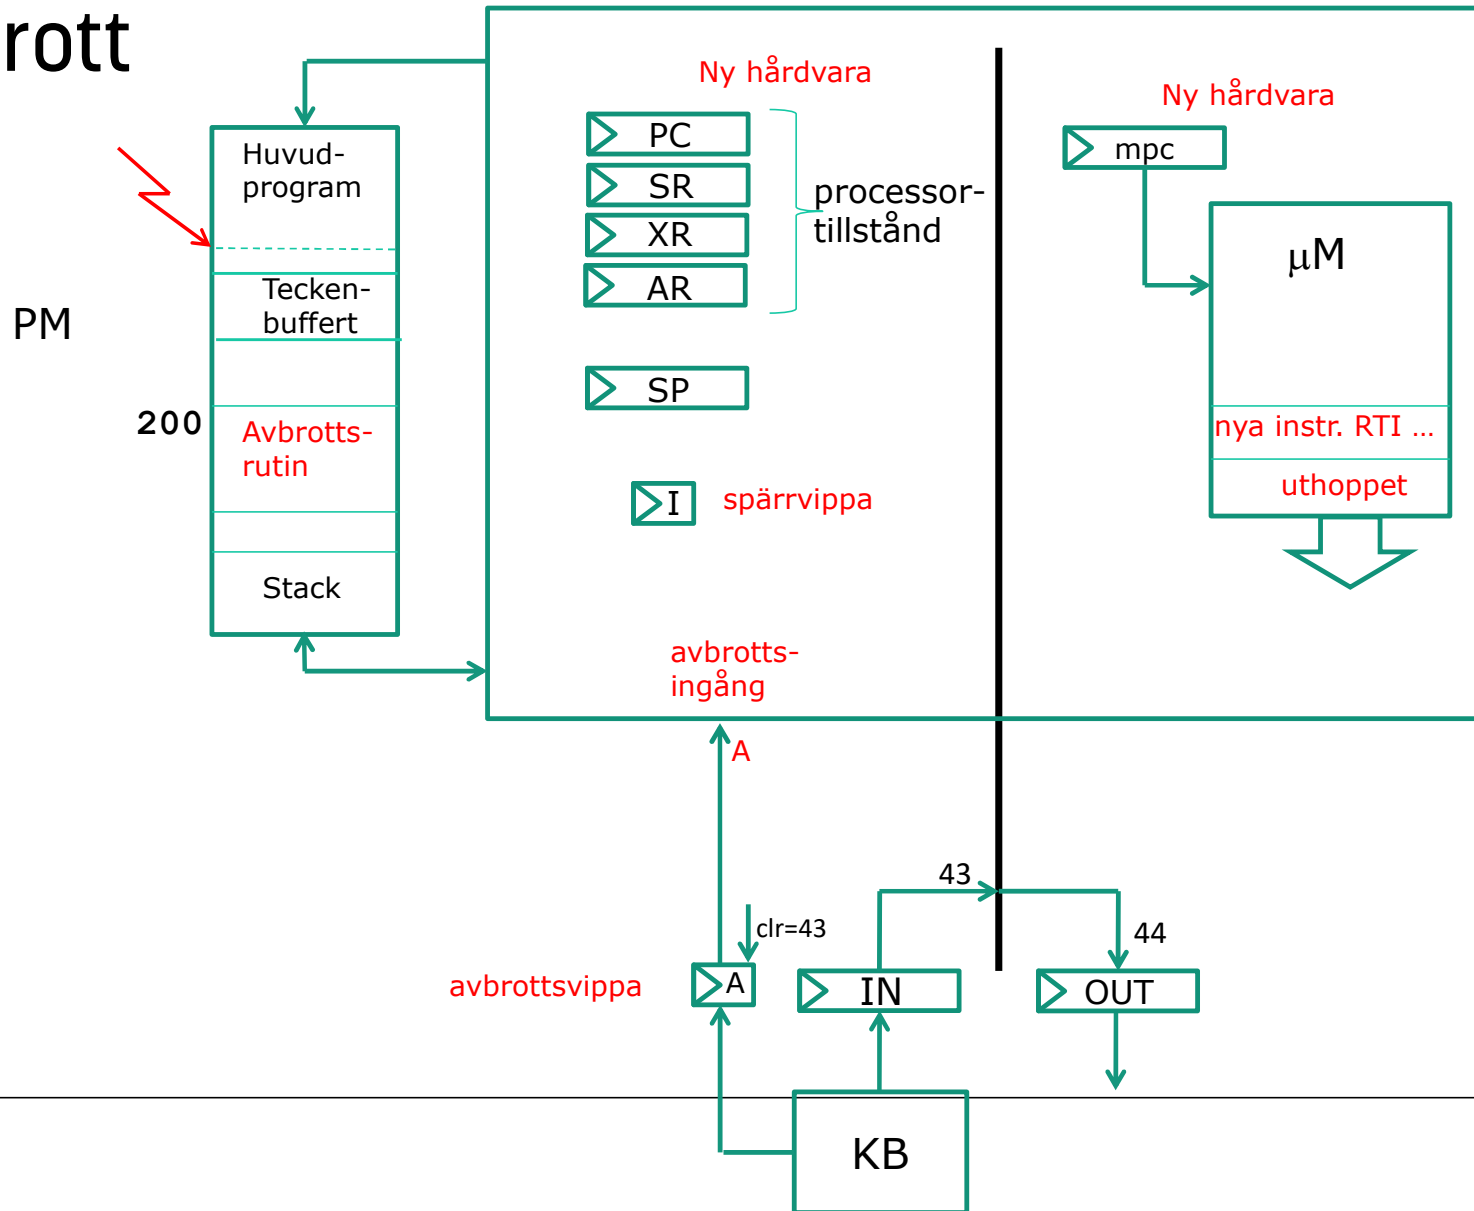 rott
Ny hårdvara
Ny hårdvara
Huvud-
program
PC
SR
XR
AR
processor-
tillstånd
mpc
μM
Tecken-
buffert
PM
SP
200
Avbrotts-
rutin
nya instr. RTI ...
uthoppet
I
spärrvippa
Stack
avbrotts-
ingång
A
43
clr=43
44
avbrottsvippa
A
IN
OUT
KB